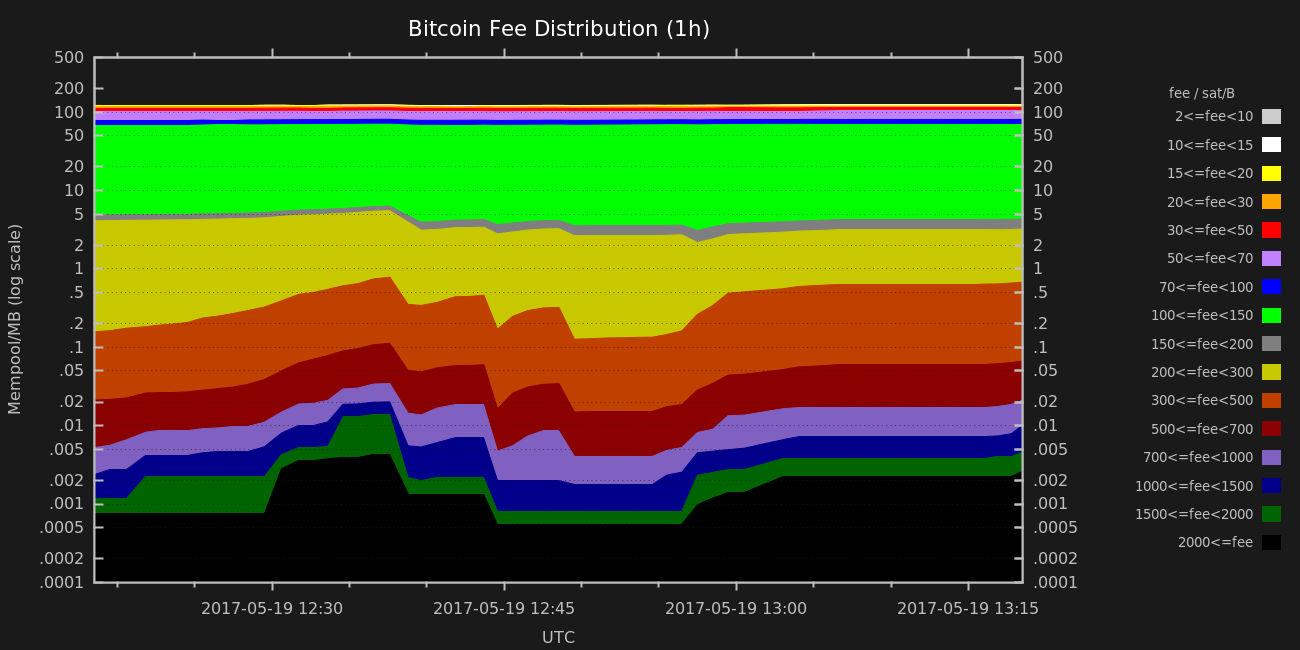 Bitcoin Fee Distribution (1h)
Mempool/MB (log scale)
500
200
100
50
20
10
5
2
1
.5
.2
.1
.05
.02
.01
.005
.002
.001
.0005
.0002
.0001
500
200
100
50
20
10
5
2
1
.5
.2
.1
.05
.02
.01
.005
.002
.001
.0005
.0002
.0001
2017-05-19 12:30 2017-05-19 12:45 2017-05-19 13:00 2017-05-19 13:15
UTC
fee / sat/B
2<=fee<10
10<=fee<15
15<=fee<20
20<=fee<30
30<=fee<50
50<=fee<70
70<=fee<100
100<=fee<150
150<=fee<200
200<=fee<300
300<=fee<500
500<=fee<700
700<=fee<1000
1000<=fee<1500
1500<=fee<2000
2000<=fee